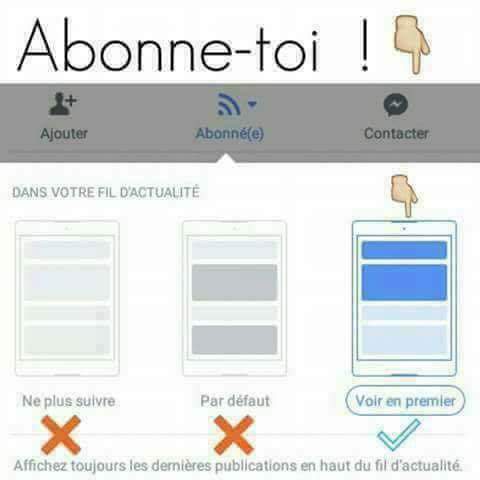 Abonne-toi !
Ajouter
Abonné(e)
Contacter
DANS VOTRE FIL D'ACTUALITÉ
Ne plus suivre
Par défaut
Voir en premier
Affichez toujours les dernières publications en haut du fil d'actualité.